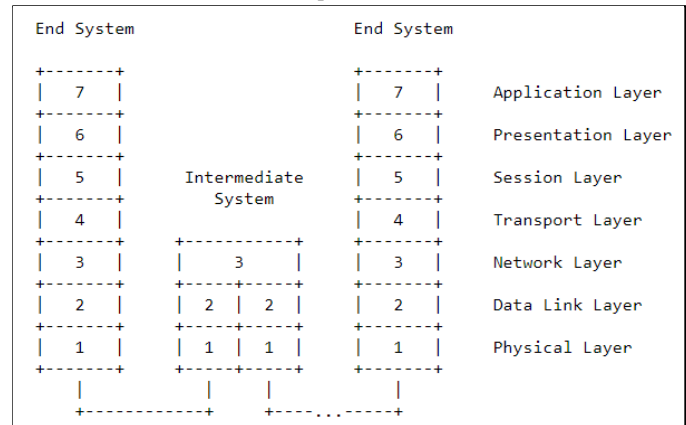 End System                 End System

+-------+                  +-------+
|   7   |                  |   7   |     Application Layer
+-------+                  +-------+
|   6   |                  |   6   |     Presentation Layer
+-------+                  +-------+
|   5   |   Intermediate   |   5   |     Session Layer
+-------+      System      +-------+
|   4   |                  |   4   |     Transport Layer
+-------+  +-----------+   +-------+
|   3   |  |     3     |   |   3   |     Network Layer
+-------+  +-----+-----+   +-------+
|   2   |  |  2  |  2  |   |   2   |     Data Link Layer
+-------+  +-----+-----+   +-------+
|   1   |  |  1  |  1  |   |   1   |     Physical Layer
+-------+  +-----+-----+   +-------+
    |         |     |          |
    +------------+  +----...-----+